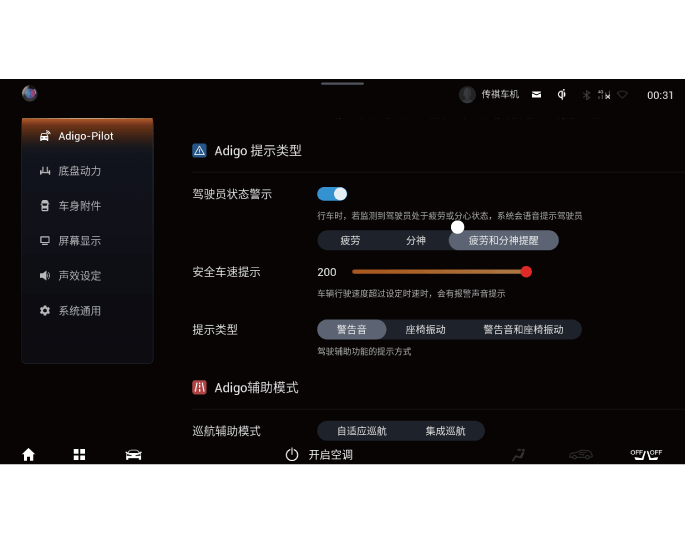 传祺车机
00:31
Adigo-Pilot
底盘动力
车身附件
屏幕显示
声效设定
系统通用
Adigo 提示类型
驾驶员状态警示
行车时，若监测到驾驶员处于疲劳或分心状态，系统会语音提示驾驶员
疲劳 分神 疲劳和分神提醒
安全车速提示 200
车辆行驶速度超过设定时速时，会有报警声音提示
提示类型 警告音 座椅振动 警告音和座椅振动
驾驶辅助功能的提示方式
Adigo辅助模式
巡航辅助模式 自适应巡航 集成巡航
开启空调
OFF OFF